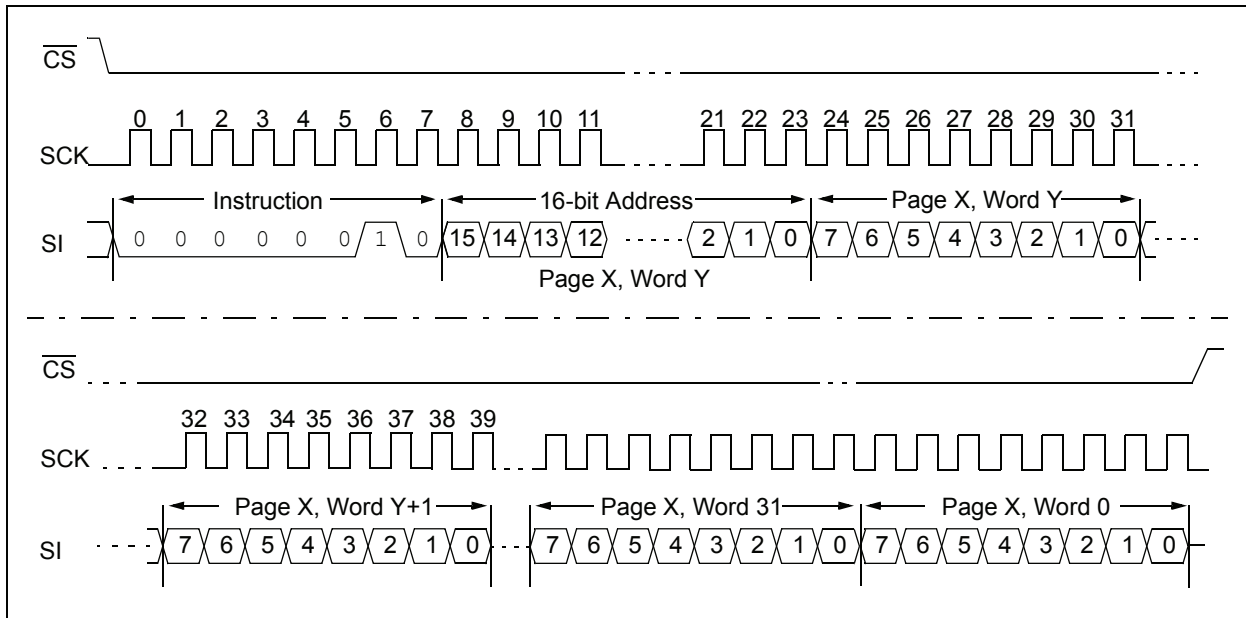 CS
0 1 2 3 4 5 6 7 8 9 10 11 21 22 23 24 25 26 27 28 29 30 31
SCK
Instruction 16-bit Address Page X, Word Y
SI 0 0 0 0 0 0 1 0 15 14 13 12 2 1 0 7 6 5 4 3 2 1 0
Page X, Word Y
CS
32 33 34 35 36 37 38 39
SCK
Page X, Word Y+1 Page X, Word 31 Page X, Word 0
SI 7 6 5 4 3 2 1 0 7 6 5 4 3 2 1 0 7 6 5 4 3 2 1 0